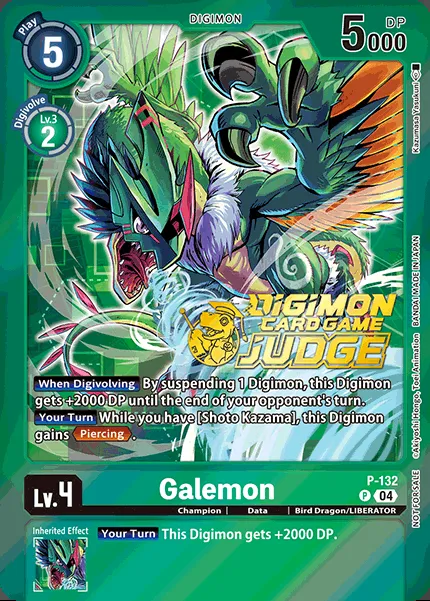 DIGIMON
Play
5
5000
DP
Digivolve
Lv.3
2
Kazumasa Yasukuni
DIGIMON
CARD GAME
JUDGE
When Digivolving By suspending 1 Digimon, this Digimon
gets +2000 DP until the end of your opponent's turn.
Your Turn While you have [Shoto Kazama], this Digimon
gains Piercing.
©Akiyoshi Hongo, Toei Animation BANDAI MADE IN JAPAN
NOT FOR SALE
Lv.4
Galemon
P-132
P 04
Champion | Data | Bird Dragon/LIBERATOR
Inherited Effect
Your Turn This Digimon gets +2000 DP.